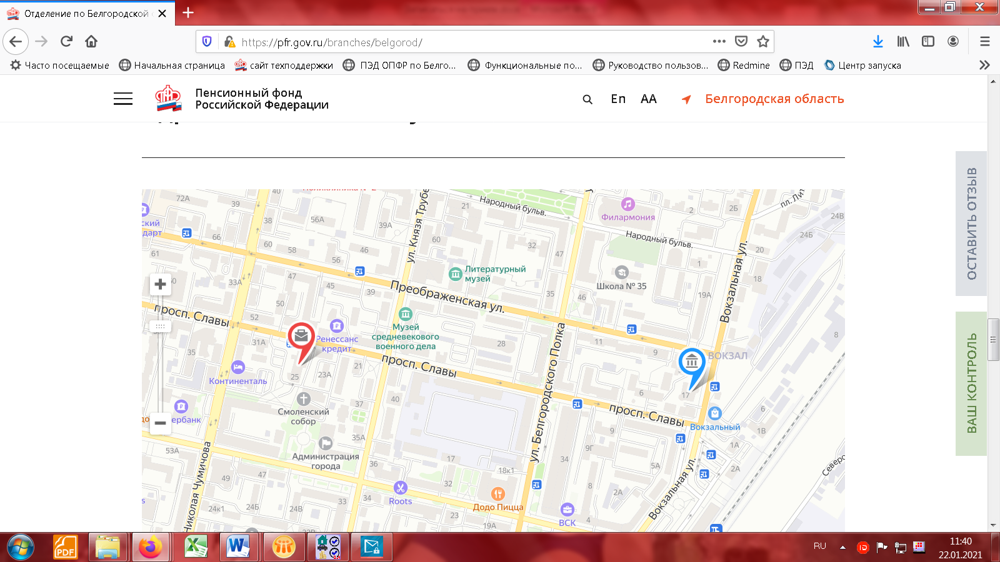 Отделение по Белгородской
https://pfr.gov.ru/branches/belgorod/
Часто посещаемые
Начальная страница
сайт техподдержки
ПЭД ОПФР по Белго...
Функциональные по...
Руководство пользов...
Redmine
ПЭД
Центр запуска
Пенсионный фонд
Российской Федерации
En
AA
Белгородская область
ОСТАВИТЬ ОТЗЫВ
ВАШ КОНТРОЛЬ
72А
39
40
21
Народный бульв.
Филармония
2
2Б
пл. Ли
24В
ский
дарт
38
56А
39А
ул. Князя Трубе
66
60
60
32
Народный бульв.
24Б
61
58
46
56
47
1
20
Литературный
музей
33А
47
45
39
35
Школа № 35
19А
18
Вокзальная ул.
Преображенская ул.
50
50
просп. Славы
52
Музей
средневекового
военного дела
31А
Ренессанс
кредит
28
11
9
8
ВОКЗАЛ
просп. Славы
Континенталь
25
23А
21
ул. Белгородского Полка
6
17
40
Смоленский
собор
просп. Славы
6
ербанк
Вокзальный
35А
9
1В
53А
Администрация
города
9Г
1А
36
17
18к1
34
5А
2А
Северо
Николая Чумичова
49
47
32
8
Вокзальная ул.
Roots
Додо Пицца
2А
24к1
24Б
33
34
ВСК
4
24В
23
27
4
RU
11:40
22.01.2021